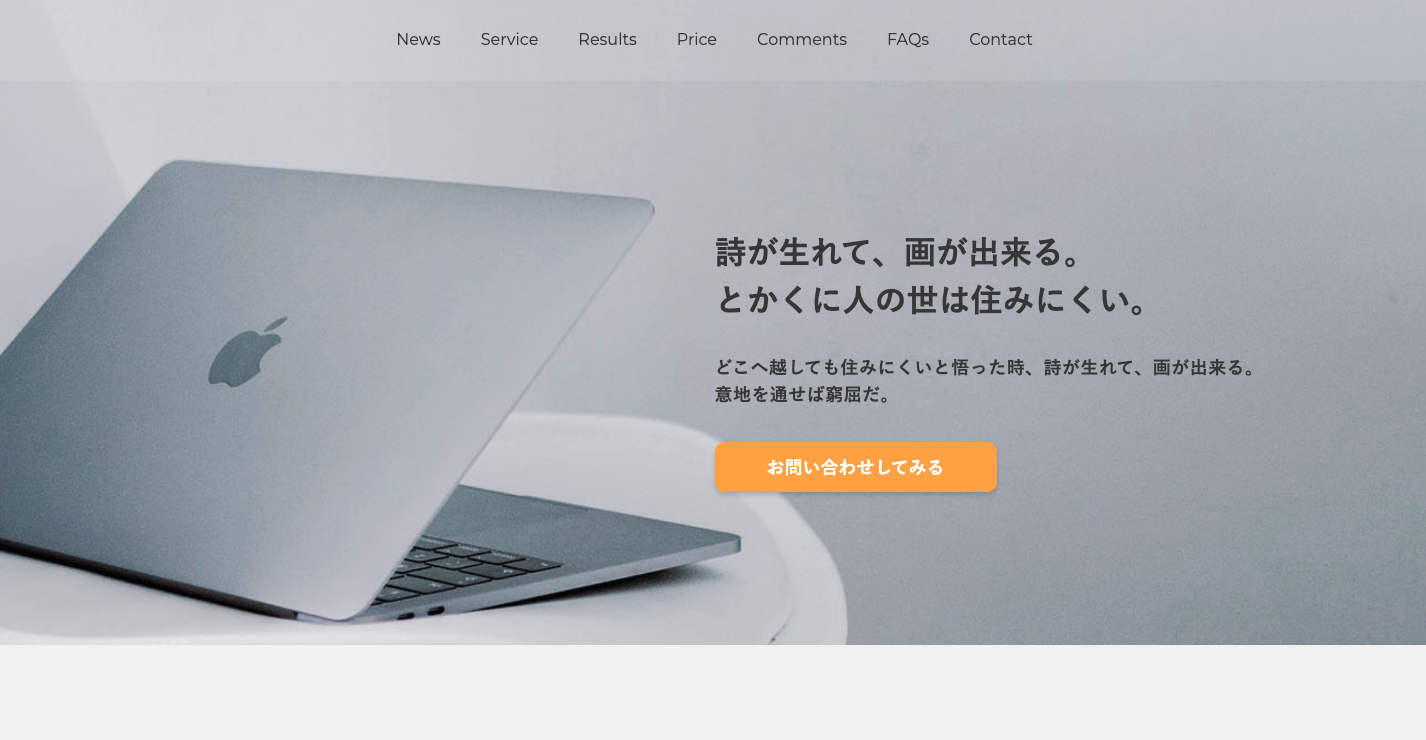 News Service Results Price Comments FAQs Contact
詩が生れて、画が出来る。
とかくに人の世は住みにくい。
どこへ越しても住みにくいと悟った時、詩が生れて、画が出来る。
意地を通せば窮屈だ。
お問い合わせしてみる